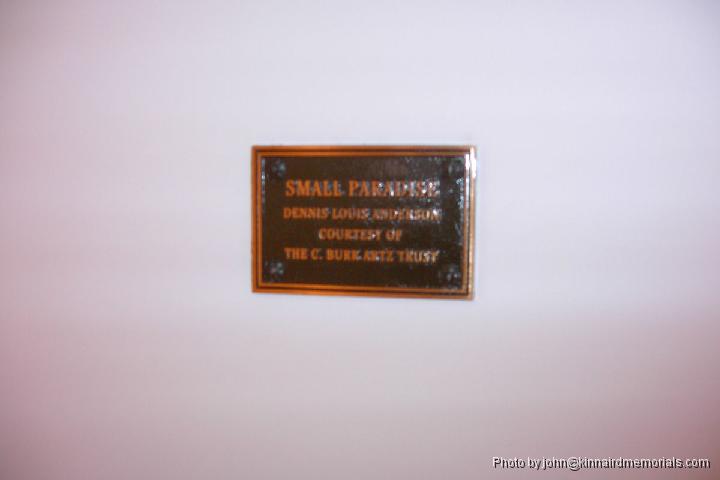 SMALL PARADISE
DENNIS LOUIS ANDERSON
COURTESY OF
THE C. BURK ARTZ TRUST
Photo by john@kinnairdmemorials.com